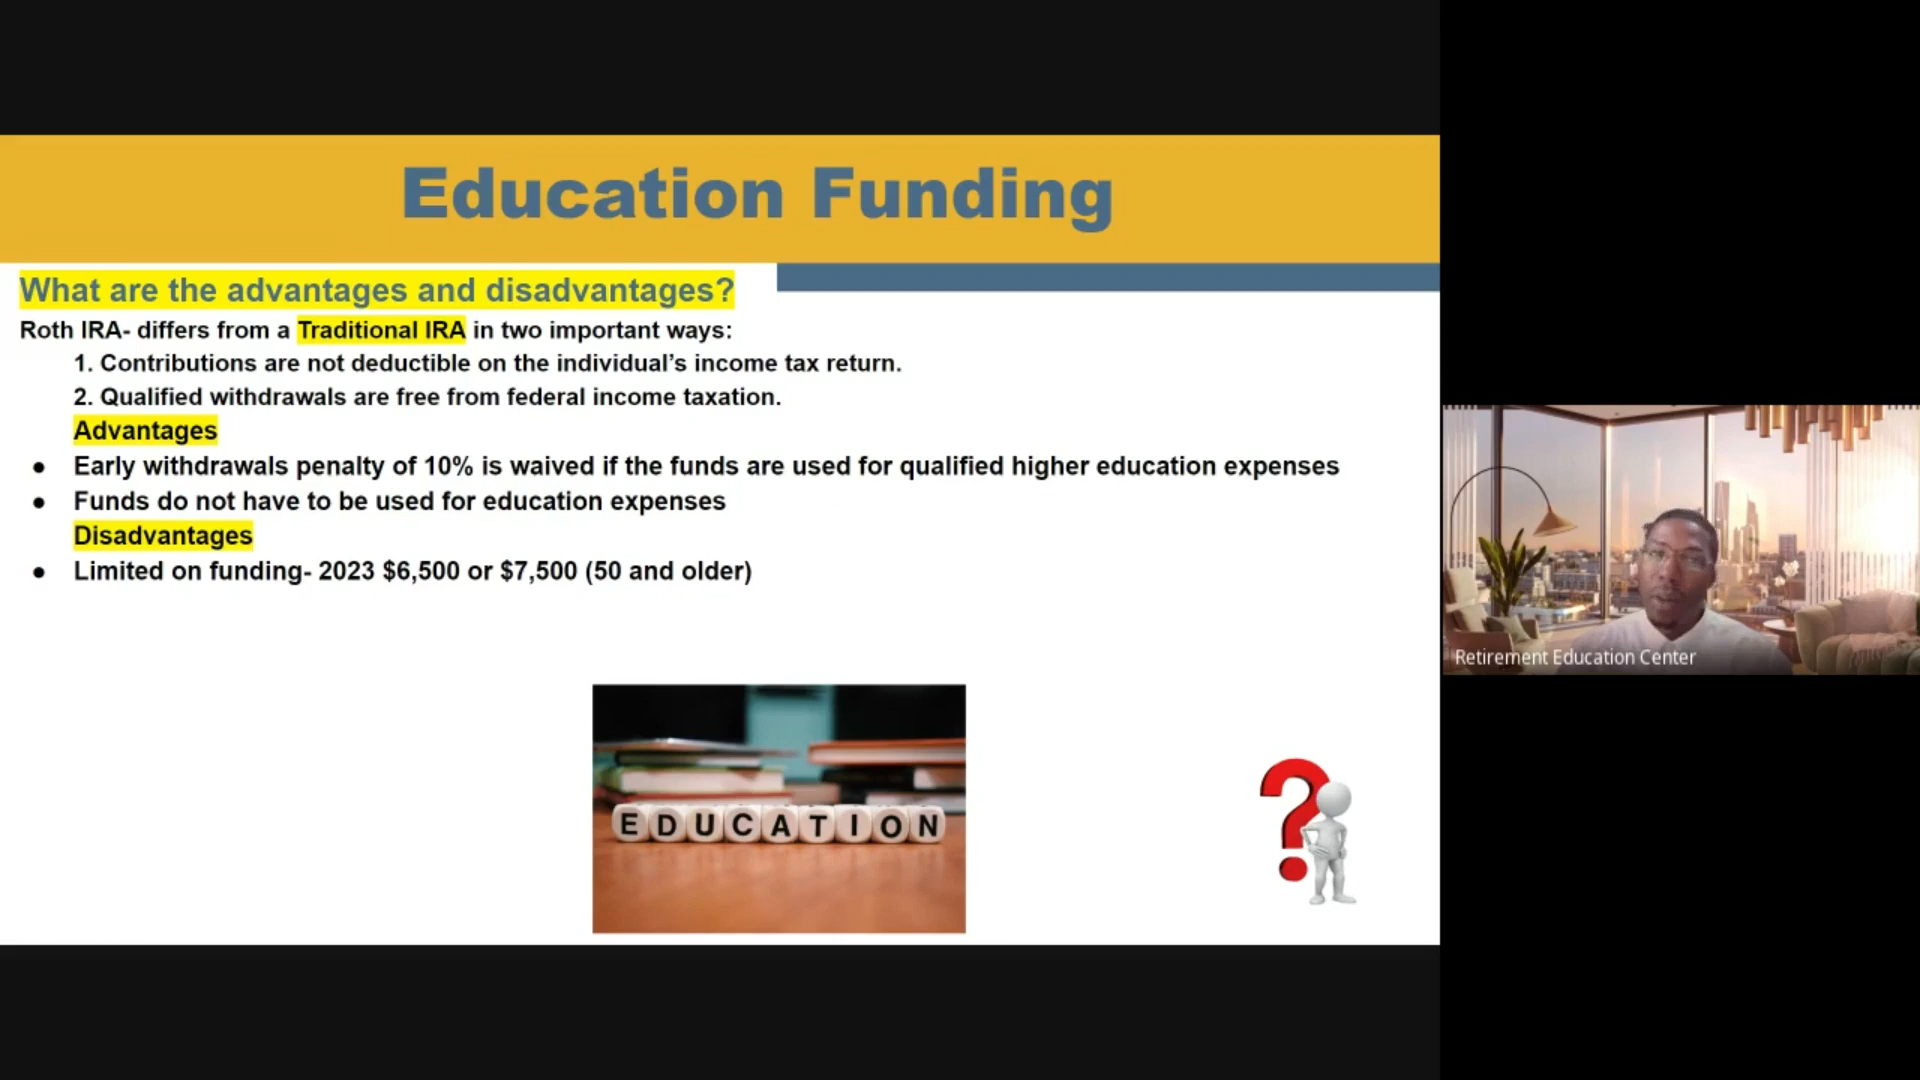 Education Funding
What are the advantages and disadvantages?
Roth IRA- differs from a Traditional IRA in two important ways:
1. Contributions are not deductible on the individual’s income tax return.
2. Qualified withdrawals are free from federal income taxation.
Advantages
● Early withdrawals penalty of 10% is waived if the funds are used for qualified higher education expenses
● Funds do not have to be used for education expenses
Disadvantages
● Limited on funding- 2023 $6,500 or $7,500 (50 and older)
EDUCATION
?
Retirement Education Center